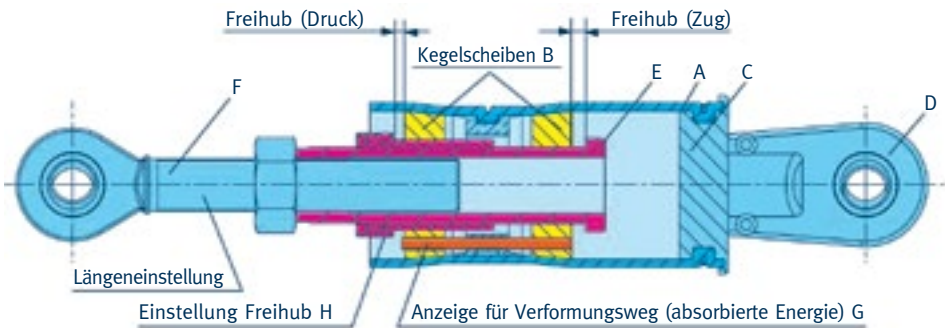 Freihub (Druck)
Freihub (Zug)
Kegelscheiben B
E
A
C
F
D
Längeneinstellung
Einstellung Freihub H
Anzeige für Verformungsweg (absorbierte Energie) G